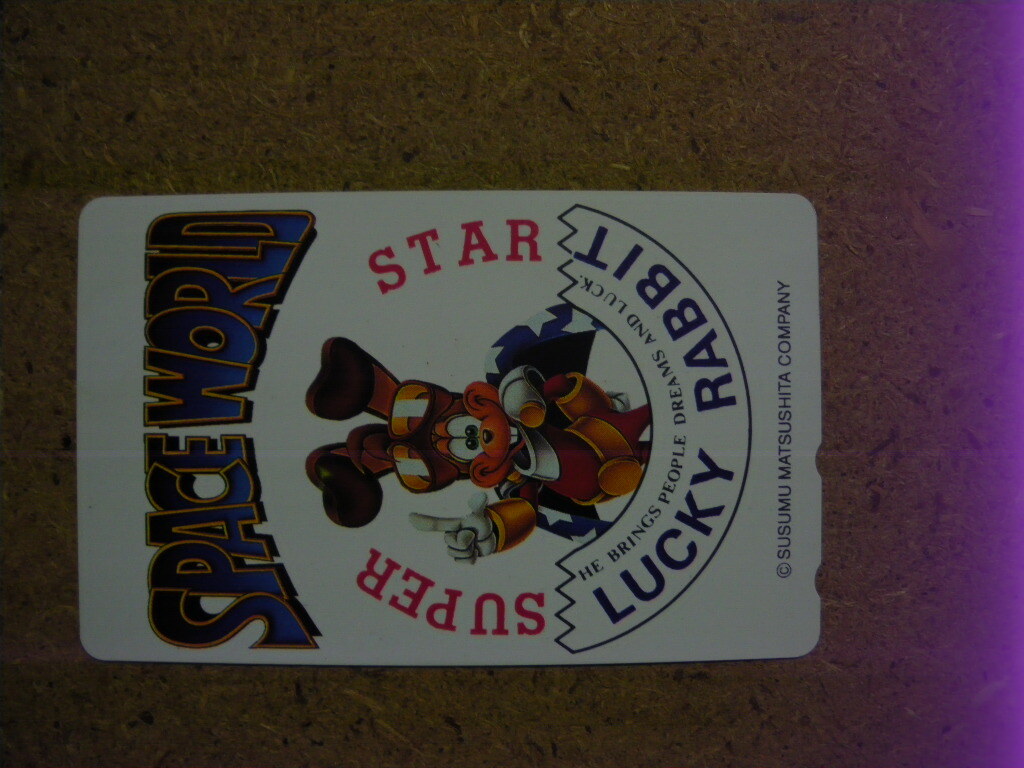 SPACE WORLD
SUPER STAR
HE BRINGS PEOPLE DREAMS AND LUCK.
LUCKY RABBIT
© SUSUMU MATSUSHITA COMPANY